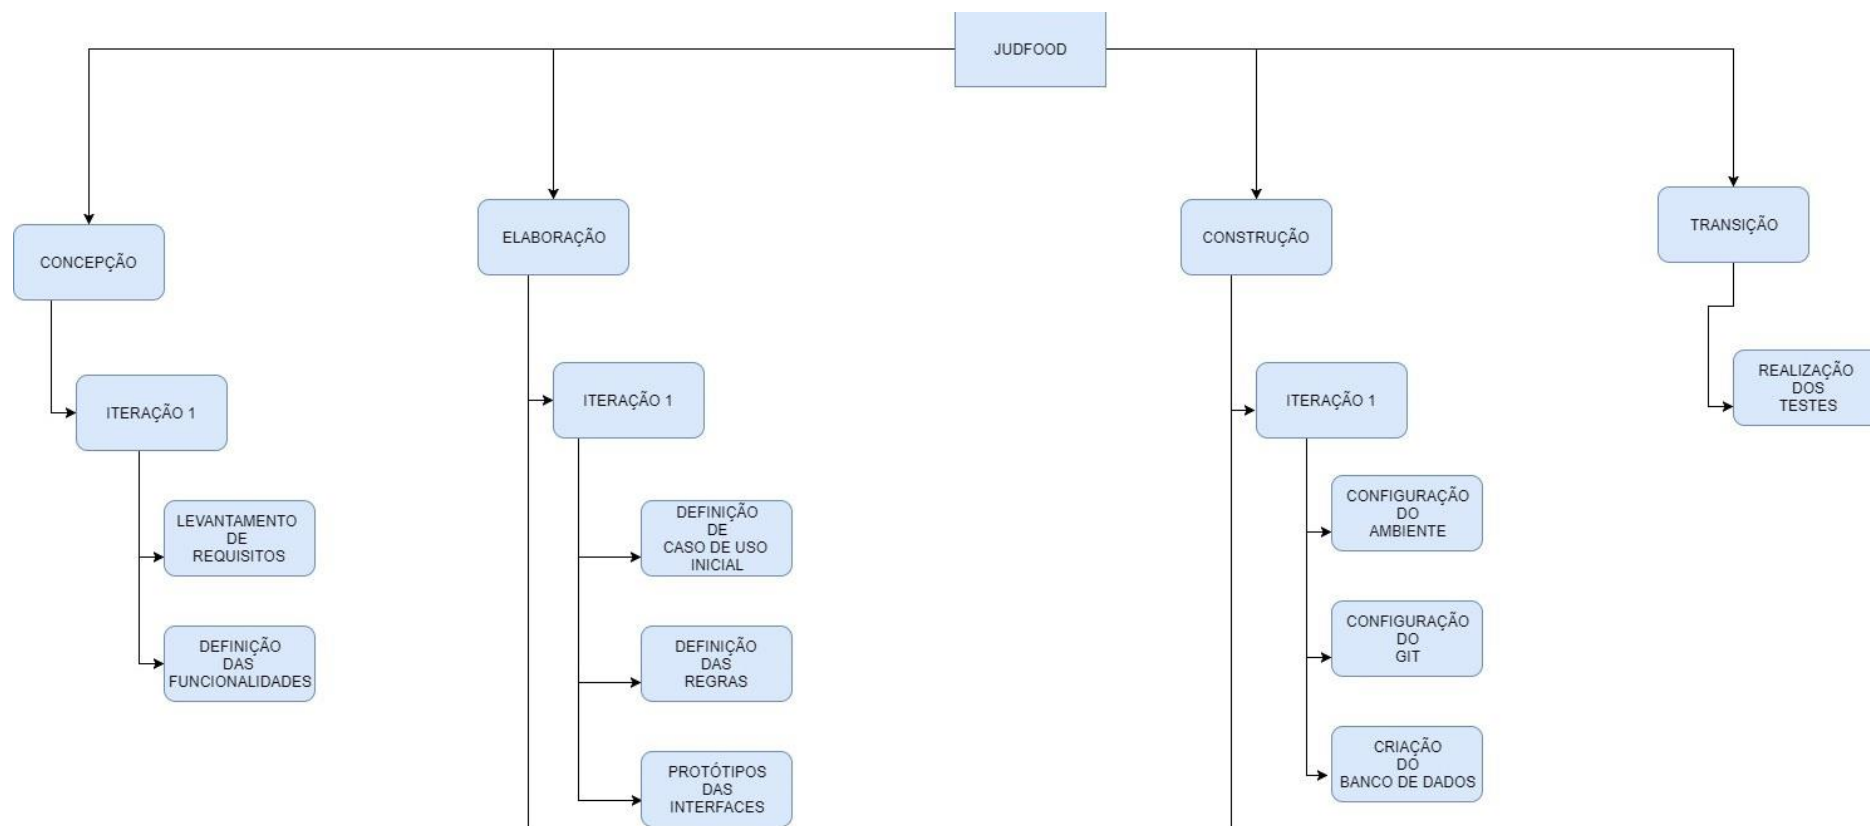 JUDFOOD
CONCEPÇÃO
ITERAÇÃO 1
LEVANTAMENTO
DE
REQUISITOS
DEFINIÇÃO
DAS
FUNCIONALIDADES
ELABORAÇÃO
ITERAÇÃO 1
DEFINIÇÃO
DE
CASO DE USO
INICIAL
DEFINIÇÃO
DAS
REGRAS
PROTÓTIPOS
DAS
INTERFACES
CONSTRUÇÃO
ITERAÇÃO 1
CONFIGURAÇÃO
DO
AMBIENTE
CONFIGURAÇÃO
DO
GIT
CRIAÇÃO
DO
BANCO DE DADOS
TRANSIÇÃO
REALIZAÇÃO
DOS
TESTES